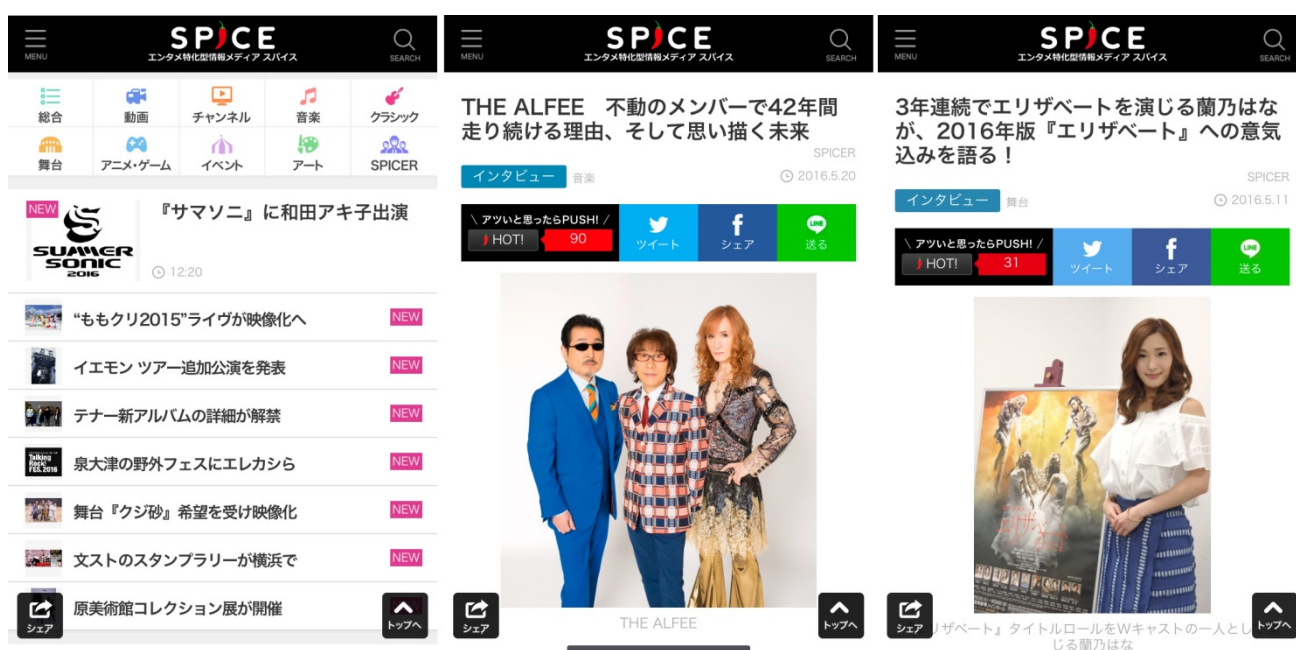 MENU
SPICE
エンタメ特化型情報メディア スパイス
SEARCH
総合
動画
チャンネル
音楽
クラシック
舞台
アニメ・ゲーム
イベント
アート
SPICER
NEW
SUMMER
SONIC
2016
『サマソニ』に和田アキ子出演
12:20
“ももクリ2015”ライヴが映像化へ
NEW
イエモン ツアー追加公演を発表
NEW
テナー新アルバムの詳細が解禁
NEW
Talking
Rock!
FES.2016
泉大津の野外フェスにエレカシら
NEW
舞台『クジ砂』希望を受け映像化
NEW
文ストのスタンプラリーが横浜で
NEW
原美術館コレクション展が開催
シェア
トップへ
MENU
SPICE
エンタメ特化型情報メディア スパイス
SEARCH
THE ALFEE 不動のメンバーで42年間
走り続ける理由、そして思い描く未来
SPICER
インタビュー 音楽
2016.5.20
\ アツいと思ったらPUSH! /
HOT! 90
ツイート
シェア
LINE
送る
THE ALFEE
シェア
トップへ
MENU
SPICE
エンタメ特化型情報メディア スパイス
SEARCH
3年連続でエリザベートを演じる蘭乃はな
が、2016年版『エリザベート』への意気
込みを語る！
SPICER
インタビュー 舞台
2016.5.11
\ アツいと思ったらPUSH! /
HOT! 31
ツイート
シェア
LINE
送る
シェア
リザベート』タイトルロールをWキャストの一人とし
じる蘭乃はな
トップへ